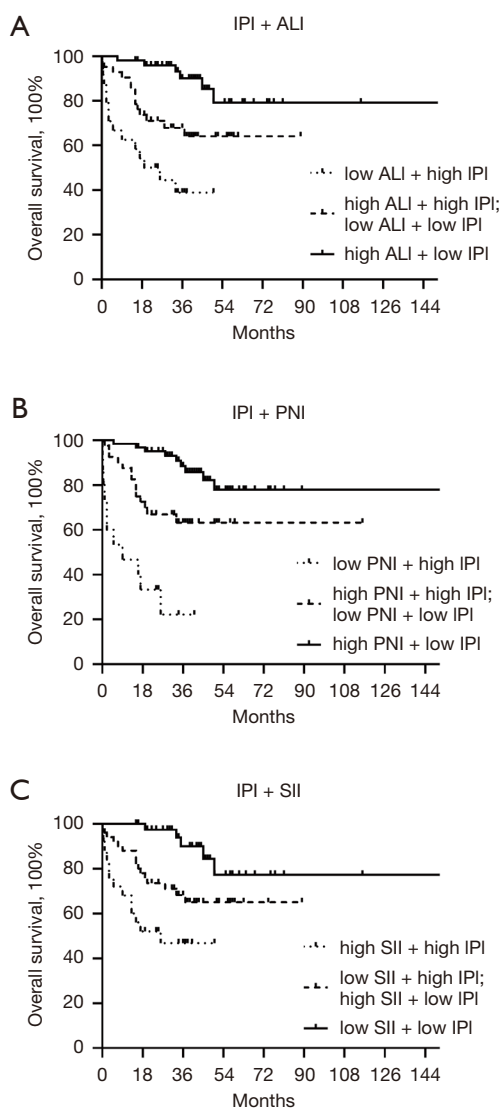 A
IPI + ALI
Overall survival, 100%
100
80
60
40
20
0
low ALI + high IPI
high ALI + high IPI;
low ALI + low IPI
high ALI + low IPI
0 18 36 54 72 90 108 126 144
Months
B
IPI + PNI
Overall survival, 100%
100
80
60
40
20
0
low PNI + high IPI
high PNI + high IPI;
low PNI + low IPI
high PNI + low IPI
0 18 36 54 72 90 108 126 144
Months
C
IPI + SII
Overall survival, 100%
100
80
60
40
20
0
high SII + high IPI
low SII + high IPI;
high SII + low IPI
low SII + low IPI
0 18 36 54 72 90 108 126 144
Months